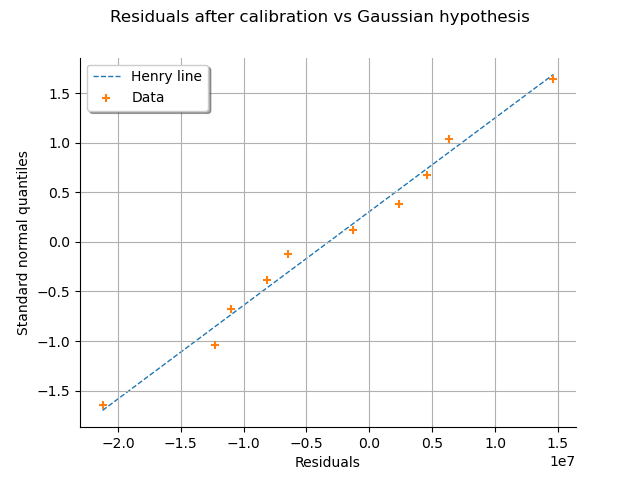 Residuals after calibration vs Gaussian hypothesis
Henry line
Data
1.5
1.0
0.5
0.0
−0.5
−1.0
−1.5
Standard normal quantiles
−2.0 −1.5 −1.0 −0.5 0.0 0.5 1.0 1.5
1e7
Residuals